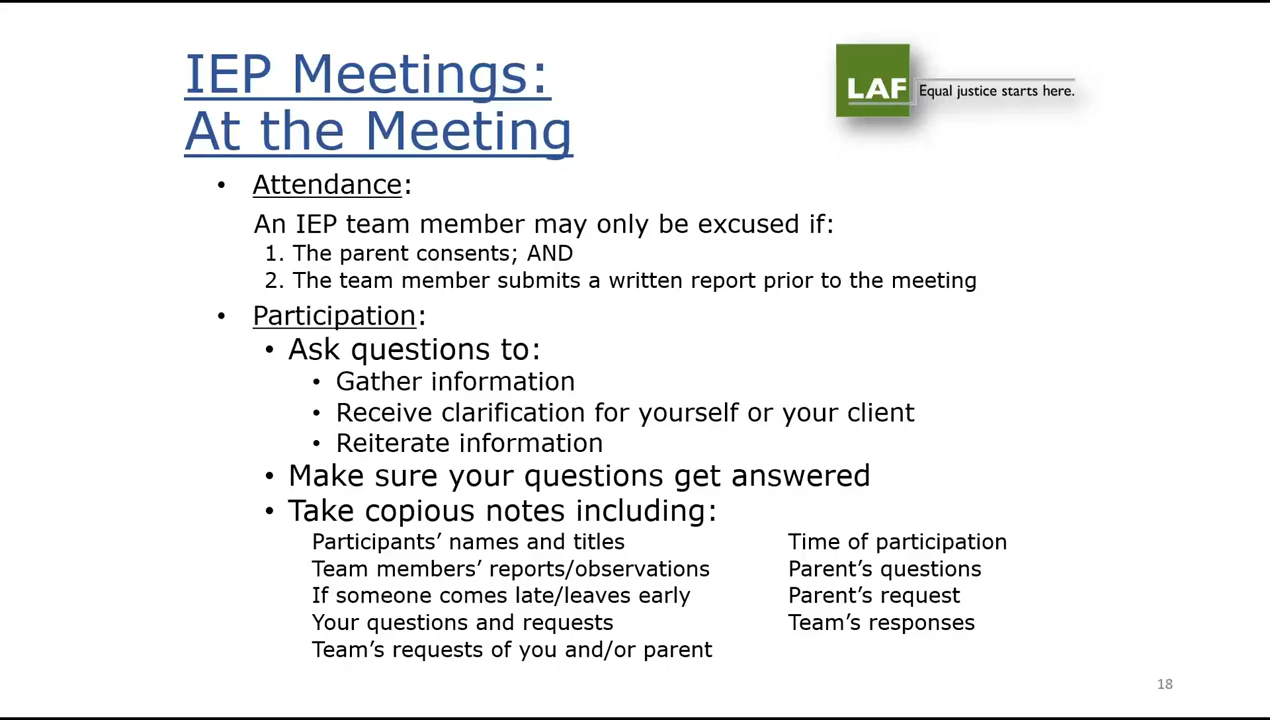 IEP Meetings:
At the Meeting
LAF Equal justice starts here.
• Attendance:
An IEP team member may only be excused if:
1. The parent consents; AND
2. The team member submits a written report prior to the meeting
• Participation:
• Ask questions to:
• Gather information
• Receive clarification for yourself or your client
• Reiterate information
• Make sure your questions get answered
• Take copious notes including:
Participants’ names and titles
Team members’ reports/observations
If someone comes late/leaves early
Your questions and requests
Team’s requests of you and/or parent
Time of participation
Parent’s questions
Parent’s request
Team’s responses
18